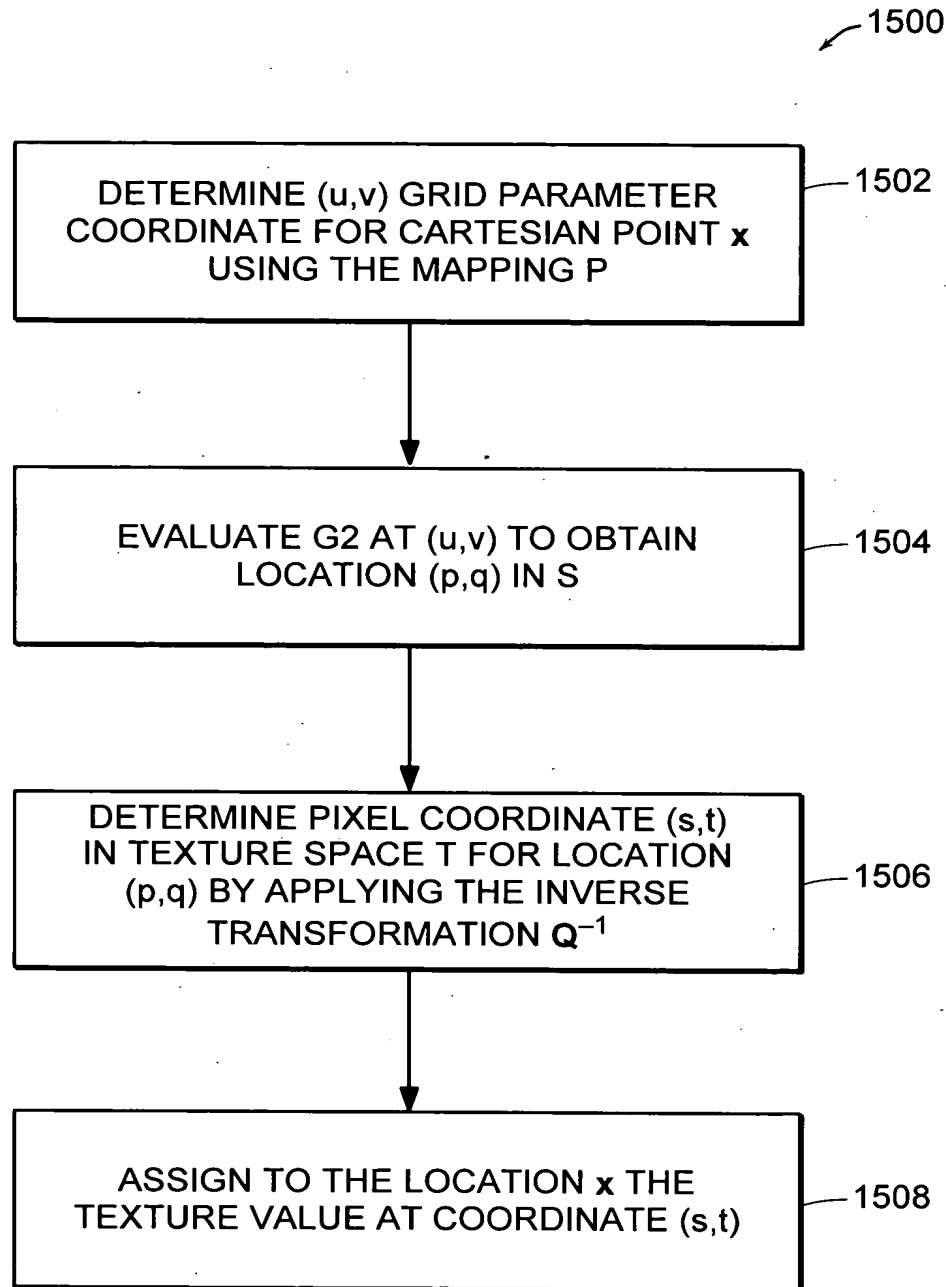 1500
DETERMINE (u,v) GRID PARAMETER
COORDINATE FOR CARTESIAN POINT x
USING THE MAPPING P
1502
EVALUATE G2 AT (u,v) TO OBTAIN
LOCATION (p,q) IN S
1504
DETERMINE PIXEL COORDINATE (s,t)
IN TEXTURE SPACE T FOR LOCATION
(p,q) BY APPLYING THE INVERSE
TRANSFORMATION Q⁻¹
1506
ASSIGN TO THE LOCATION x THE
TEXTURE VALUE AT COORDINATE (s,t)
1508